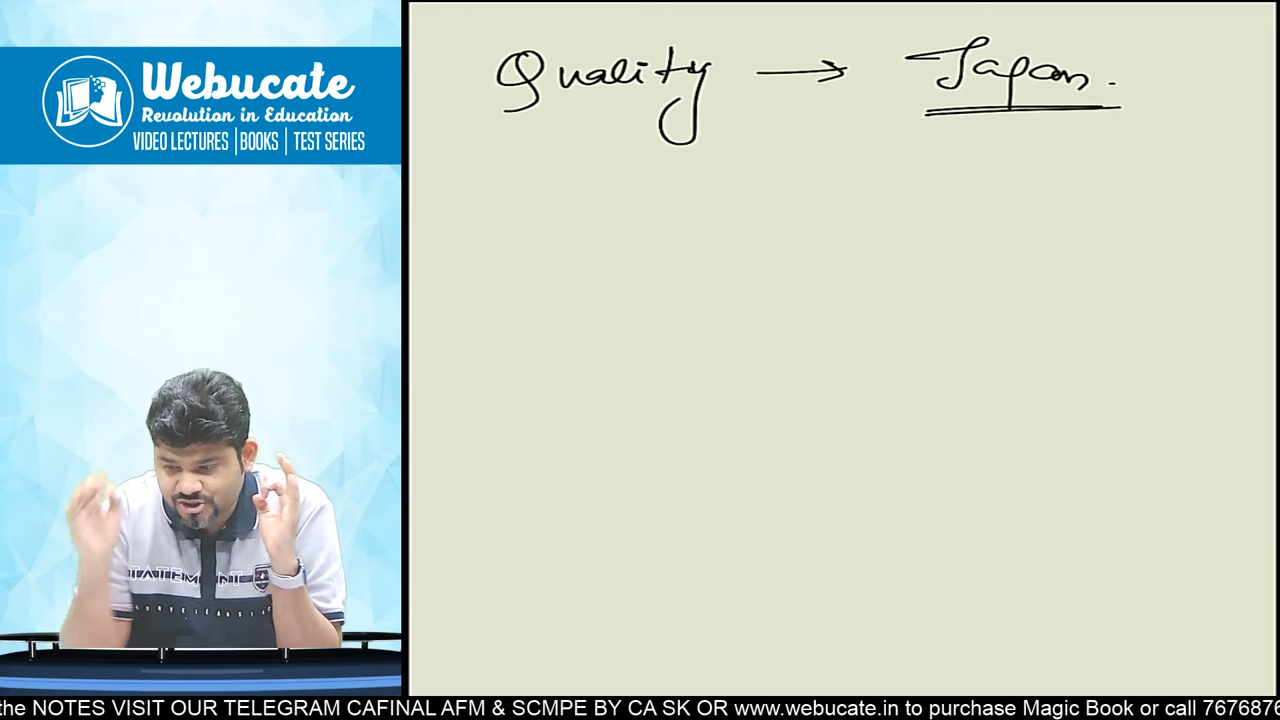 Webucate
Revolution in Education
VIDEO LECTURES | BOOKS | TEST SERIES
Quality → Japan.
TATEMENT
the NOTES VISIT OUR TELEGRAM CAFINAL AFM & SCMPE BY CA SK OR www.webucate.in to purchase Magic Book or call 7676876